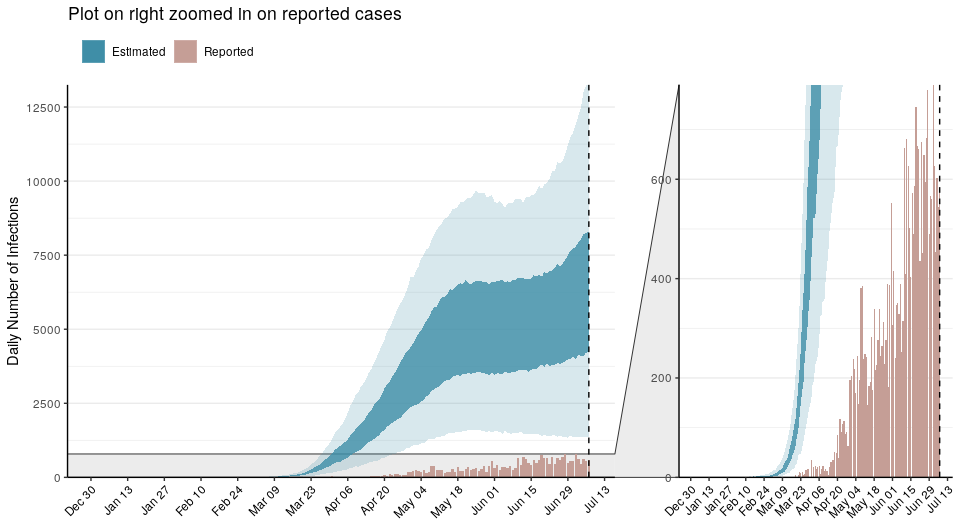 Plot on right zoomed in on reported cases
Estimated Reported
Daily Number of Infections
12500
10000
7500
5000
2500
0
Dec 30 Jan 13 Jan 27 Feb 10 Feb 24 Mar 09 Mar 23 Apr 06 Apr 20 May 04 May 18 Jun 01 Jun 15 Jun 29 Jul 13
600
400
200
0
Dec 30 Jan 13 Jan 27 Feb 10 Feb 24 Mar 09 Mar 23 Apr 06 Apr 20 May 04 May 18 Jun 01 Jun 15 Jun 29 Jul 13